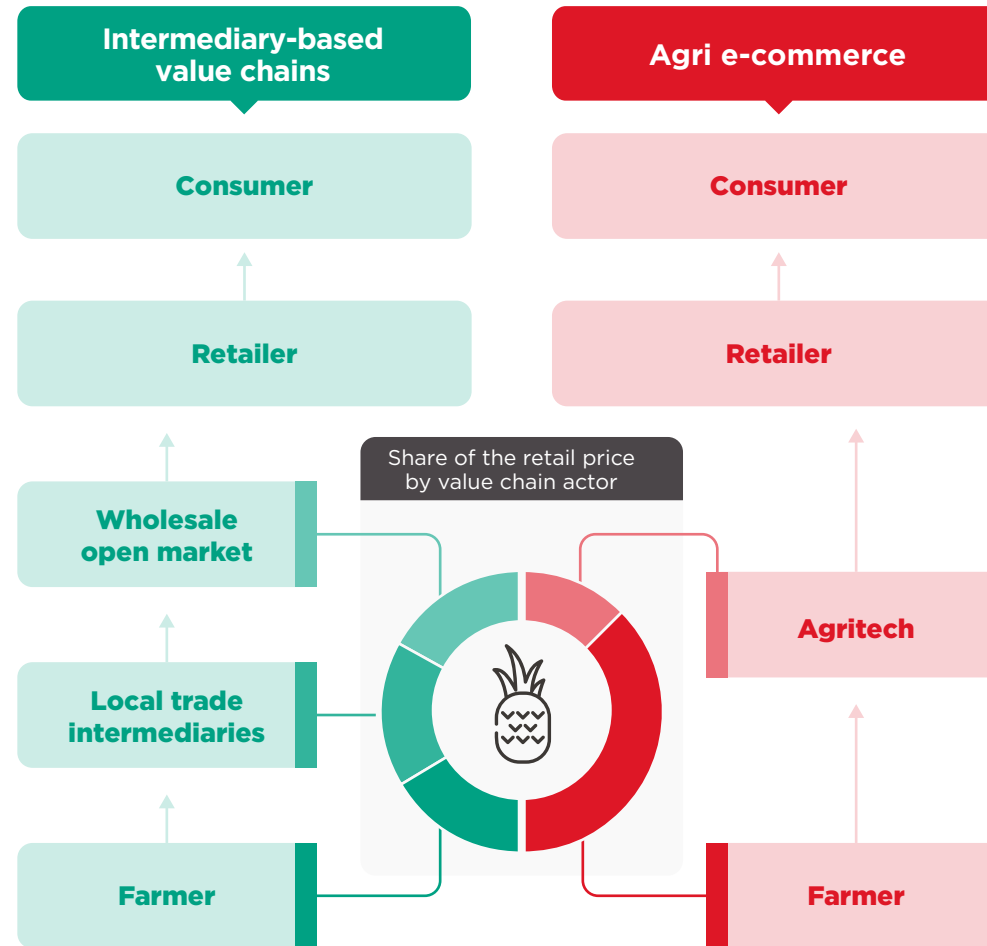 Intermediary-based
value chains
Consumer
Retailer
Wholesale
open market
Local trade
intermediaries
Farmer
Share of the retail price
by value chain actor
Agri e-commerce
Consumer
Retailer
Agritech
Farmer